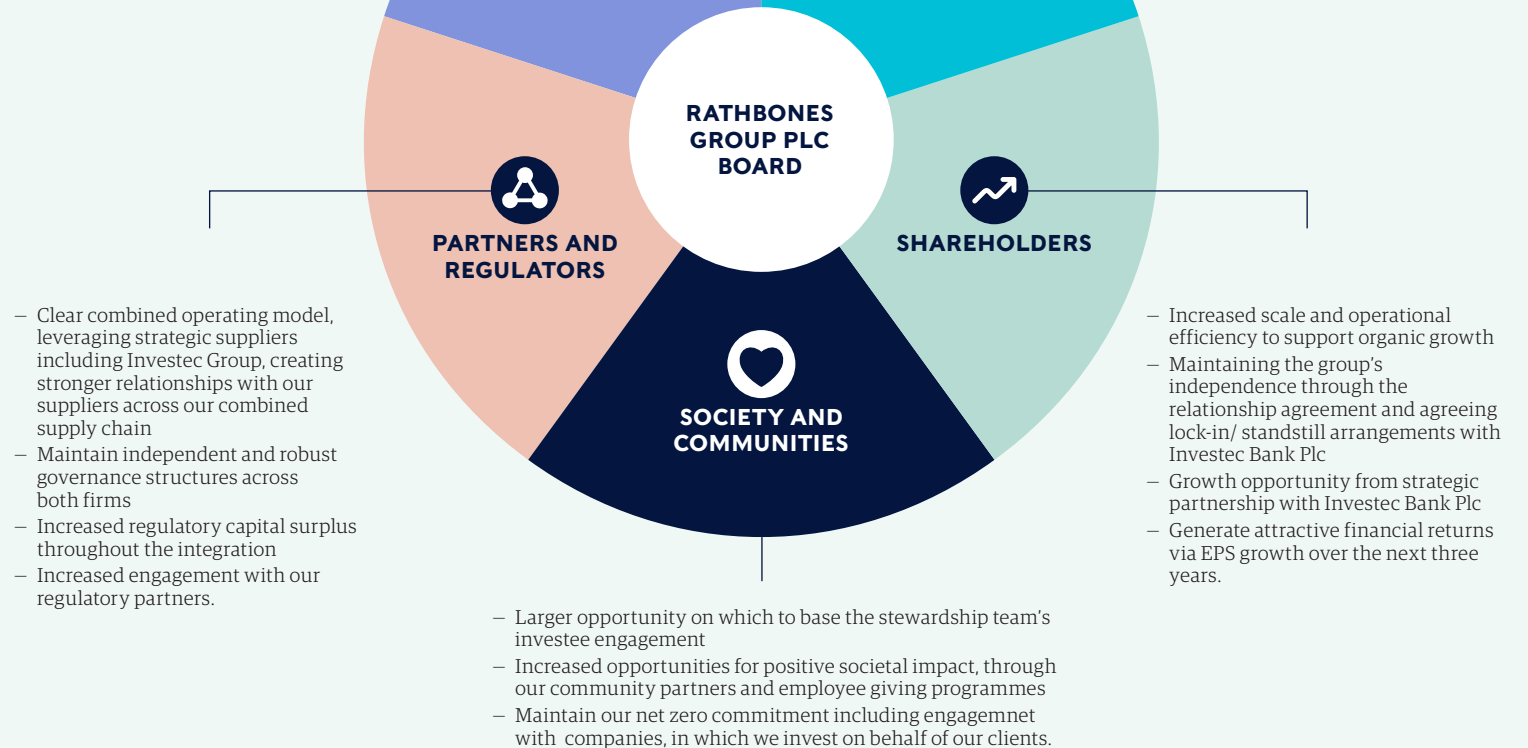 RATHBONES
GROUP PLC
BOARD
PARTNERS AND
REGULATORS
— Clear combined operating model,
leveraging strategic suppliers
including Investec Group, creating
stronger relationships with our
suppliers across our combined
supply chain
— Maintain independent and robust
governance structures across
both firms
— Increased regulatory capital surplus
throughout the integration
— Increased engagement with our
regulatory partners.
SOCIETY AND
COMMUNITIES
— Larger opportunity on which to base the stewardship team's
investee engagement
— Increased opportunities for positive societal impact, through
our community partners and employee giving programmes
— Maintain our net zero commitment including engagemnet
with  companies, in which we invest on behalf of our clients.
SHAREHOLDERS
— Increased scale and operational
efficiency to support organic growth
— Maintaining the group's
independence through the
relationship agreement and agreeing
lock-in/ standstill arrangements with
Investec Bank Plc
— Growth opportunity from strategic
partnership with Investec Bank Plc
— Generate attractive financial returns
via EPS growth over the next three
years.